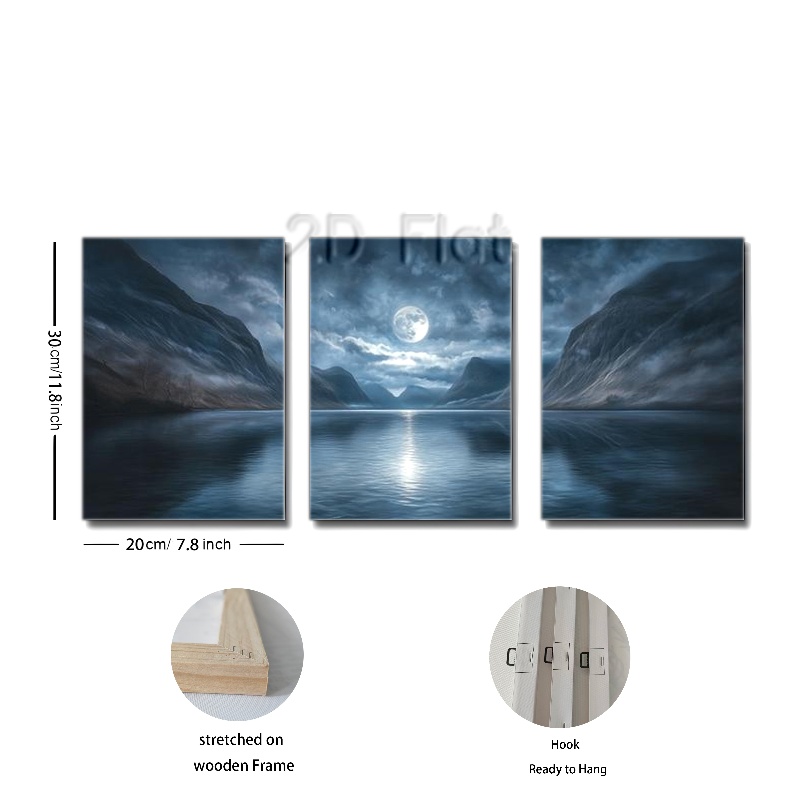 2D Flat
30cm/11.8inch
20cm/ 7.8 inch
stretched on
wooden Frame
Hook
Ready to Hang